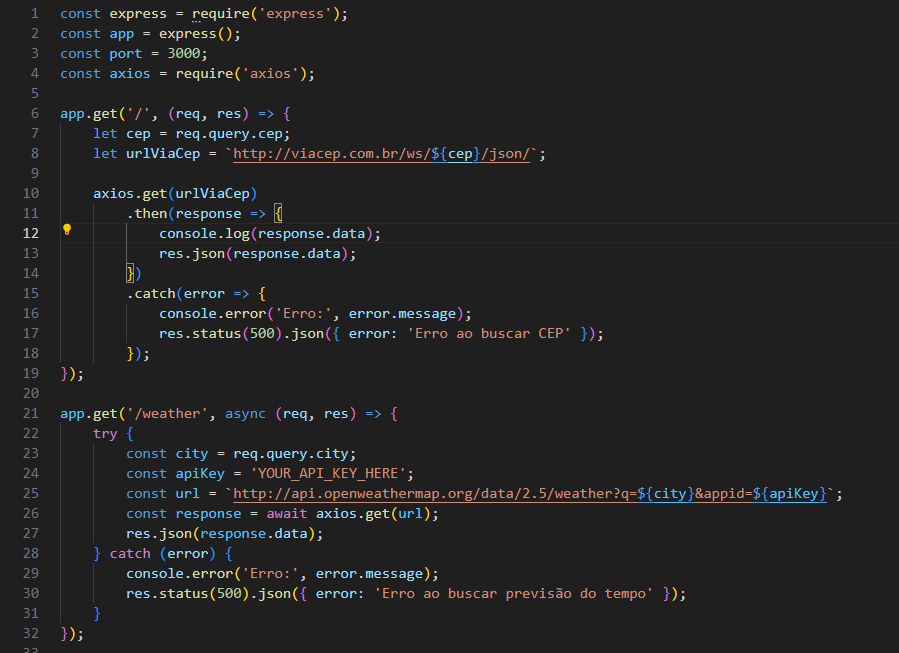 1 const express = require('express');
2 const app = express();
3 const port = 3000;
4 const axios = require('axios');
5
6 app.get('/', (req, res) => {
7 let cep = req.query.cep;
8 let urlViaCep = `http://viacep.com.br/ws/${cep}/json/`;
9
10 axios.get(urlViaCep)
11 .then(response => {
12 console.log(response.data);
13 res.json(response.data);
14 })
15 .catch(error => {
16 console.error('Erro:', error.message);
17 res.status(500).json({ error: 'Erro ao buscar CEP' });
18 });
19 });
20
21 app.get('/weather', async (req, res) => {
22 try {
23 const city = req.query.city;
24 const apiKey = 'YOUR_API_KEY_HERE';
25 const url = `http://api.openweathermap.org/data/2.5/weather?q=${city}&appid=${apiKey}`;
26 const response = await axios.get(url);
27 res.json(response.data);
28 } catch (error) {
29 console.error('Erro:', error.message);
30 res.status(500).json({ error: 'Erro ao buscar previsão do tempo' });
31 }
32 });
33